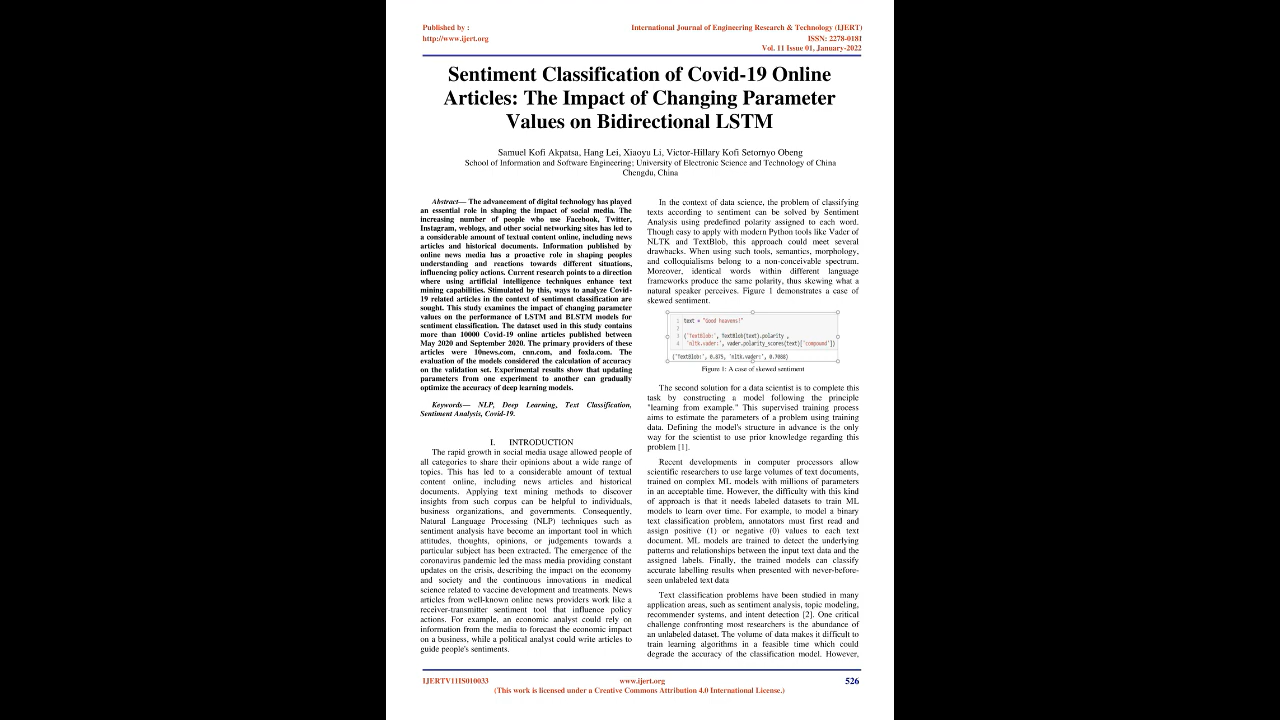 Published by :
http://www.ijert.org
International Journal of Engineering Research & Technology (IJERT)
ISSN: 2278-0181
Vol. 11 Issue 01, January-2022
Sentiment Classification of Covid-19 Online
Articles: The Impact of Changing Parameter
Values on Bidirectional LSTM
Samuel Kofi Akpatsa, Hang Lei, Xiaoyu Li, Victor-Hillary Kofi Setornyo Obeng
School of Information and Software Engineering; University of Electronic Science and Technology of China
Chengdu, China
Abstract— The advancement of digital technology has played
an essential role in shaping the impact of social media. The
increasing number of people who use Facebook, Twitter,
Instagram, weblogs, and other social networking sites has led to
a considerable amount of textual content online, including news
articles and historical documents. Information published by
online news media has a proactive role in shaping peoples
understanding and reactions towards different situations,
influencing policy actions. Current research points to a direction
where using artificial intelligence techniques enhance text
mining capabilities. Stimulated by this, ways to analyze Covid-
19 related articles in the context of sentiment classification are
sought. This study examines the impact of changing parameter
values on the performance of LSTM and BLSTM models for
sentiment classification. The dataset used in this study contains
more than 10000 Covid-19 online articles published between
May 2020 and September 2020. The primary providers of these
articles were 10news.com, cnn.com, and foxla.com. The
evaluation of the models considered the calculation of accuracy
on the validation set. Experimental results show that updating
parameters from one experiment to another can gradually
optimize the accuracy of deep learning models.
Keywords— NLP, Deep Learning, Text Classification,
Sentiment Analysis, Covid-19.
I. INTRODUCTION
The rapid growth in social media usage allowed people of
all categories to share their opinions about a wide range of
topics. This has led to a considerable amount of textual
content online, including news articles and historical
documents. Applying text mining methods to discover
insights from such corpus can be helpful to individuals,
business organizations, and governments. Consequently,
Natural Language Processing (NLP) techniques such as
sentiment analysis have become an important tool in which
attitudes, thoughts, opinions, or judgements towards a
particular subject has been extracted. The emergence of the
coronavirus pandemic led the mass media providing constant
updates on the crisis, describing the impact on the economy
and society and the continuous innovations in medical
science related to vaccine development and treatments. News
articles from well-known online news providers work like a
receiver-transmitter sentiment tool that influence policy
actions. For example, an economic analyst could rely on
information from the media to forecast the economic impact
on a business, while a political analyst could write articles to
guide people's sentiments.
In the context of data science, the problem of classifying
texts according to sentiment can be solved by Sentiment
Analysis using predefined polarity assigned to each word.
Though easy to apply with modern Python tools like Vader of
NLTK and TextBlob, this approach could meet several
drawbacks. When using such tools, semantics, morphology,
and colloquialisms belong to a non-conceivable spectrum.
Moreover, identical words within different language
frameworks produce the same polarity, thus skewing what a
natural speaker perceives. Figure 1 demonstrates a case of
skewed sentiment.
1 text = "Good heavens!"
2
3 ('TextBlob:', TextBlob(text).polarity ,
4 'nltk.vader:', vader.polarity_scores(text)['compound'])
('TextBlob:', 0.875, 'nltk.vader:', 0.7088)
Figure 1: A case of skewed sentiment
The second solution for a data scientist is to complete this
task by constructing a model following the principle
"learning from example." This supervised training process
aims to estimate the parameters of a problem using training
data. Defining the model's structure in advance is the only
way for the scientist to use prior knowledge regarding this
problem [1].
Recent developments in computer processors allow
scientific researchers to use large volumes of text documents,
trained on complex ML models with millions of parameters
in an acceptable time. However, the difficulty with this kind
of approach is that it needs labeled datasets to train ML
models to learn over time. For example, to model a binary
text classification problem, annotators must first read and
assign positive (1) or negative (0) values to each text
document. ML models are trained to detect the underlying
patterns and relationships between the input text data and the
assigned labels. Finally, the trained models can classify
accurate labelling results when presented with never-before-
seen unlabeled text data
Text classification problems have been studied in many
application areas, such as sentiment analysis, topic modeling,
recommender systems, and intent detection [2]. One critical
challenge confronting most researchers is the abundance of
an unlabeled dataset. The volume of data makes it difficult to
train learning algorithms in a feasible time which could
degrade the accuracy of the classification model. However,
IJERTV11IS010033
www.ijert.org
526
(This work is licensed under a Creative Commons Attribution 4.0 International License.)